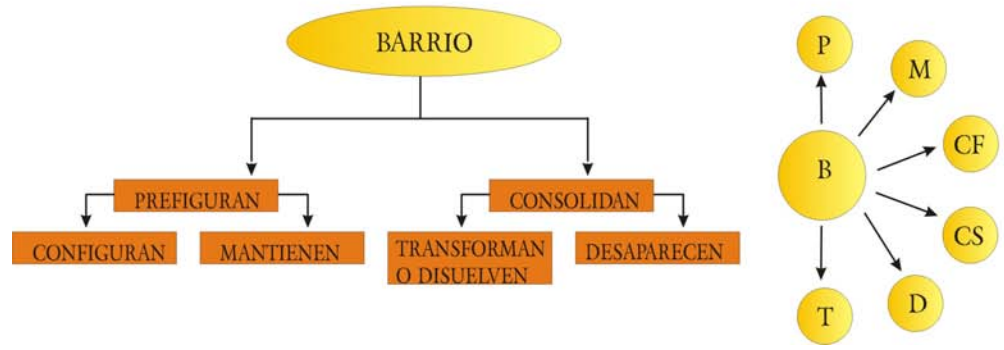 BARRIO
PREFIGURAN
CONSOLIDAN
CONFIGURAN
MANTIENEN
TRANSFORMAN
O DISUELVEN
DESAPARECEN
P
M
B
CF
CS
D
T